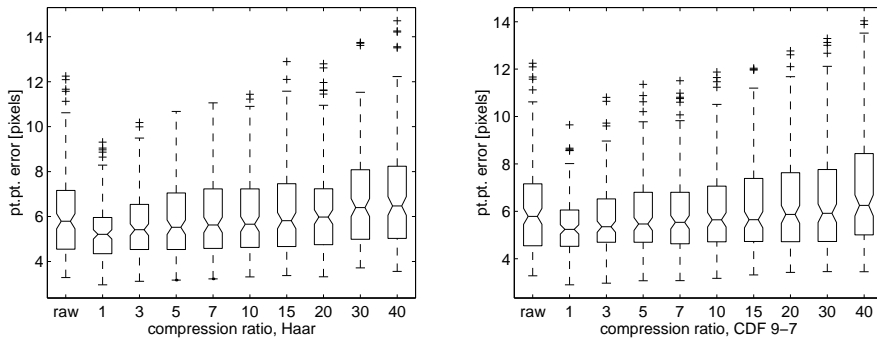 14
12
10
8
6
4
pt.pt. error [pixels]
raw 1 3 5 7 10 15 20 30 40
compression ratio, Haar
14
12
10
8
6
4
pt.pt. error [pixels]
raw 1 3 5 7 10 15 20 30 40
compression ratio, CDF 9−7